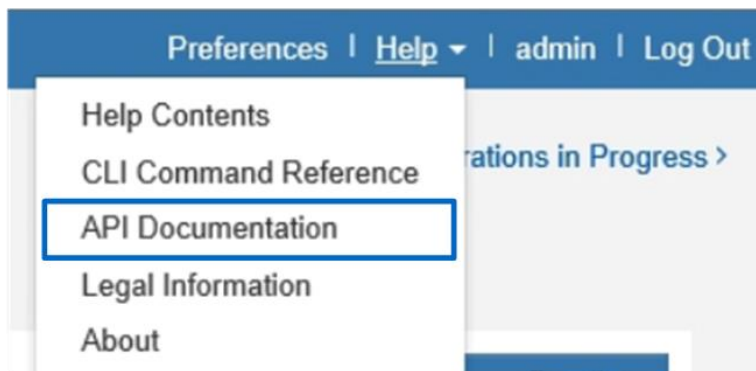 Preferences | Help | admin | Log Out
Help Contents
CLI Command Reference
rations in Progress >
API Documentation
Legal Information
About